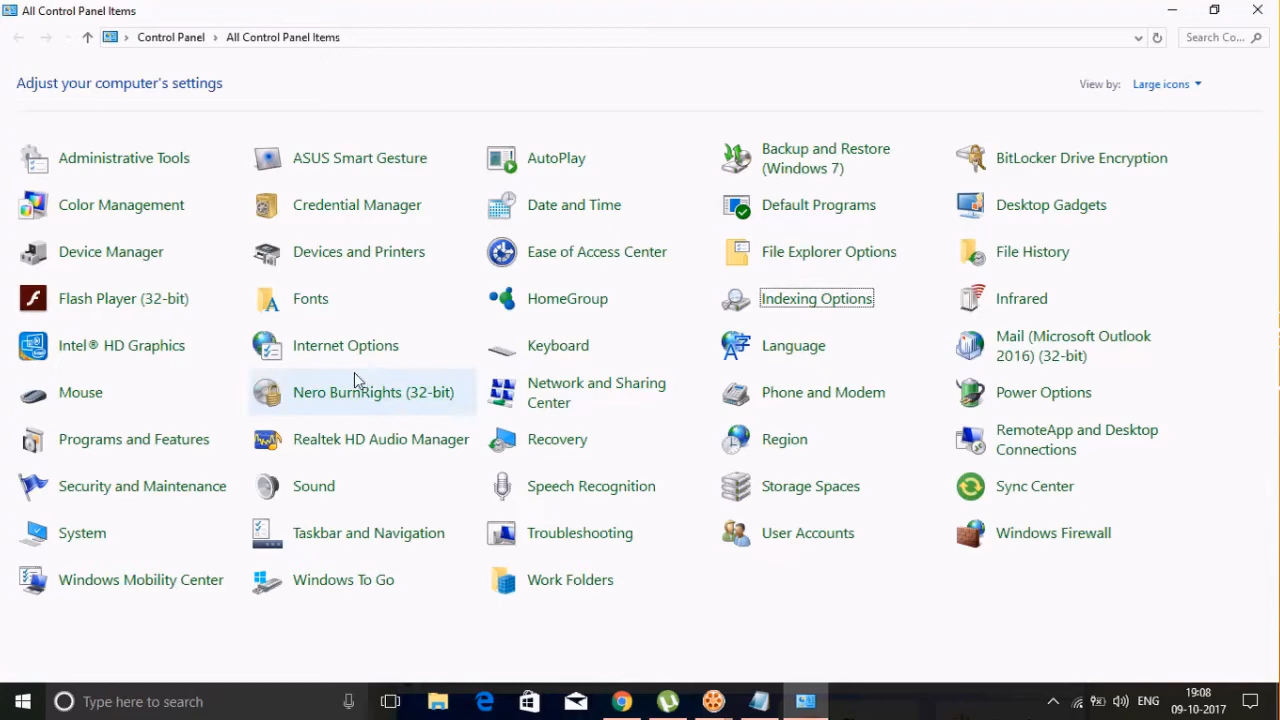 All Control Panel Items
Control Panel > All Control Panel Items
Search Co...
Adjust your computer's settings
View by: Large icons
Administrative Tools
ASUS Smart Gesture
AutoPlay
Backup and Restore
(Windows 7)
BitLocker Drive Encryption
Color Management
Credential Manager
Date and Time
Default Programs
Desktop Gadgets
Device Manager
Devices and Printers
Ease of Access Center
File Explorer Options
File History
Flash Player (32-bit)
Fonts
HomeGroup
Indexing Options
Infrared
Intel® HD Graphics
Internet Options
Keyboard
Language
Mail (Microsoft Outlook
2016) (32-bit)
Mouse
Nero BurnRights (32-bit)
Network and Sharing
Center
Phone and Modem
Power Options
Programs and Features
Realtek HD Audio Manager
Recovery
Region
RemoteApp and Desktop
Connections
Security and Maintenance
Sound
Speech Recognition
Storage Spaces
Sync Center
System
Taskbar and Navigation
Troubleshooting
User Accounts
Windows Firewall
Windows Mobility Center
Windows To Go
Work Folders
Type here to search
ENG
19:08
09-10-2017